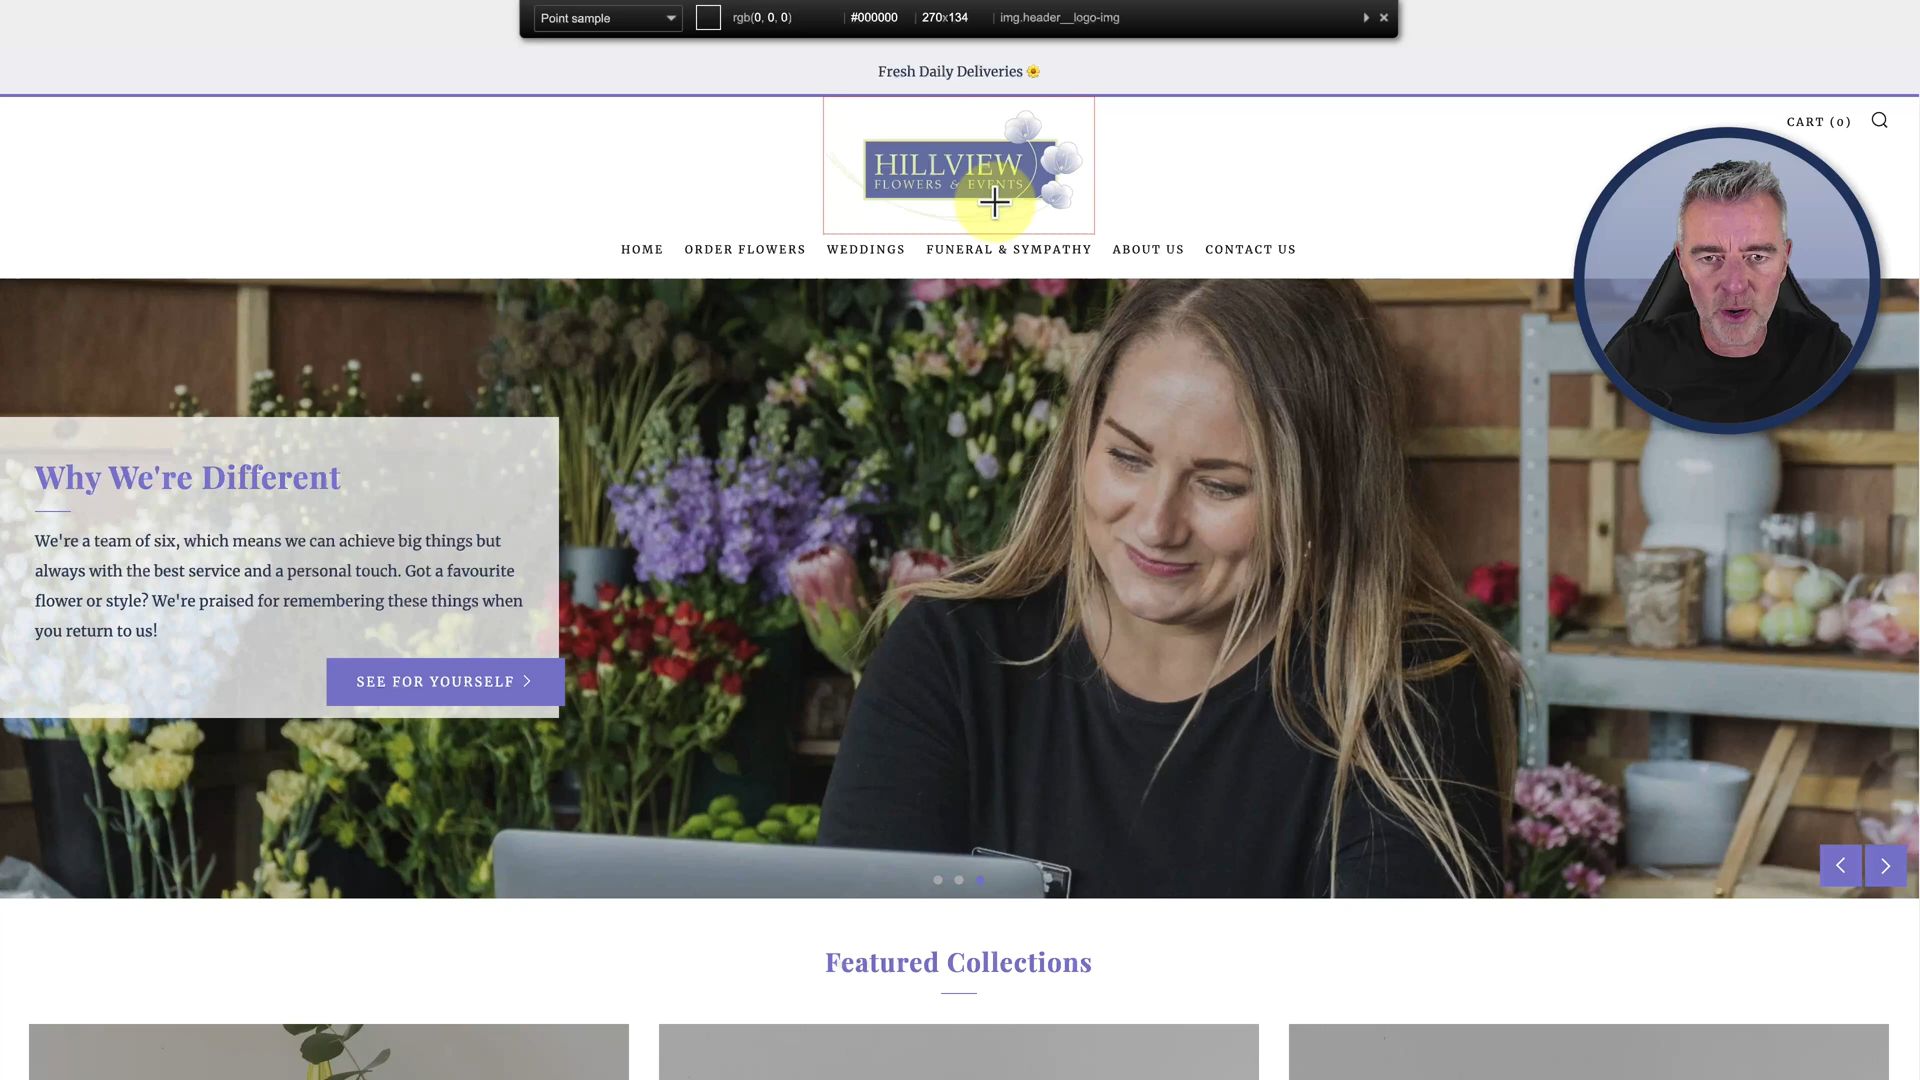 Point sample
rgb(0, 0, 0)
#000000
270x134
img.header__logo-img
Fresh Daily Deliveries
CART (0)
HILLVIEW
FLOWERS & EVENTS
HOME
ORDER FLOWERS
WEDDINGS
FUNERAL & SYMPATHY
ABOUT US
CONTACT US
Why We're Different
We're a team of six, which means we can achieve big things but
always with the best service and a personal touch. Got a favourite
flower or style? We're praised for remembering these things when
you return to us!
SEE FOR YOURSELF
Featured Collections